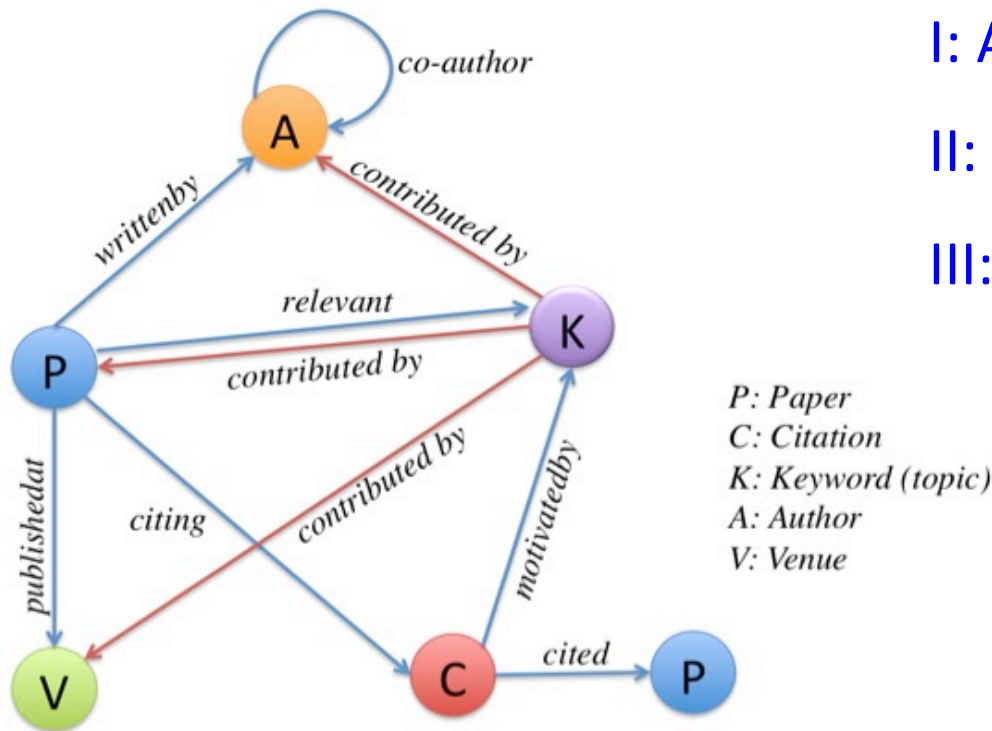 I: A
co-author
A
II:
contributed by
writtenby
III:
relevant
K
P
contributed by
P: Paper
C: Citation
K: Keyword (topic)
A: Author
V: Venue
contributed by
motivatedby
citing
publishedat
cited
V
C
P